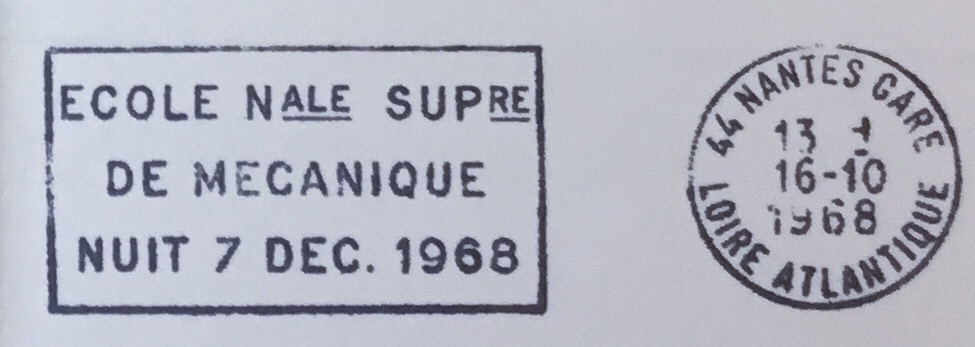 ECOLE NALE SUPRE
DE MECANIQUE
NUIT 7 DEC. 1968
44 NANTES GARE
13
16-10
1968
LOIRE ATLANTIQUE